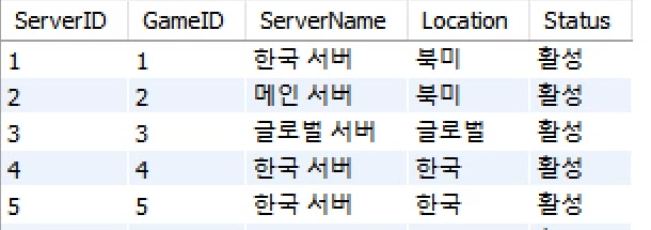 ServerID GameID ServerName Location Status
1 1 한국 서버 북미 활성
2 2 메인 서버 북미 활성
3 3 글로벌 서버 글로벌 활성
4 4 한국 서버 한국 활성
5 5 한국 서버 한국 활성